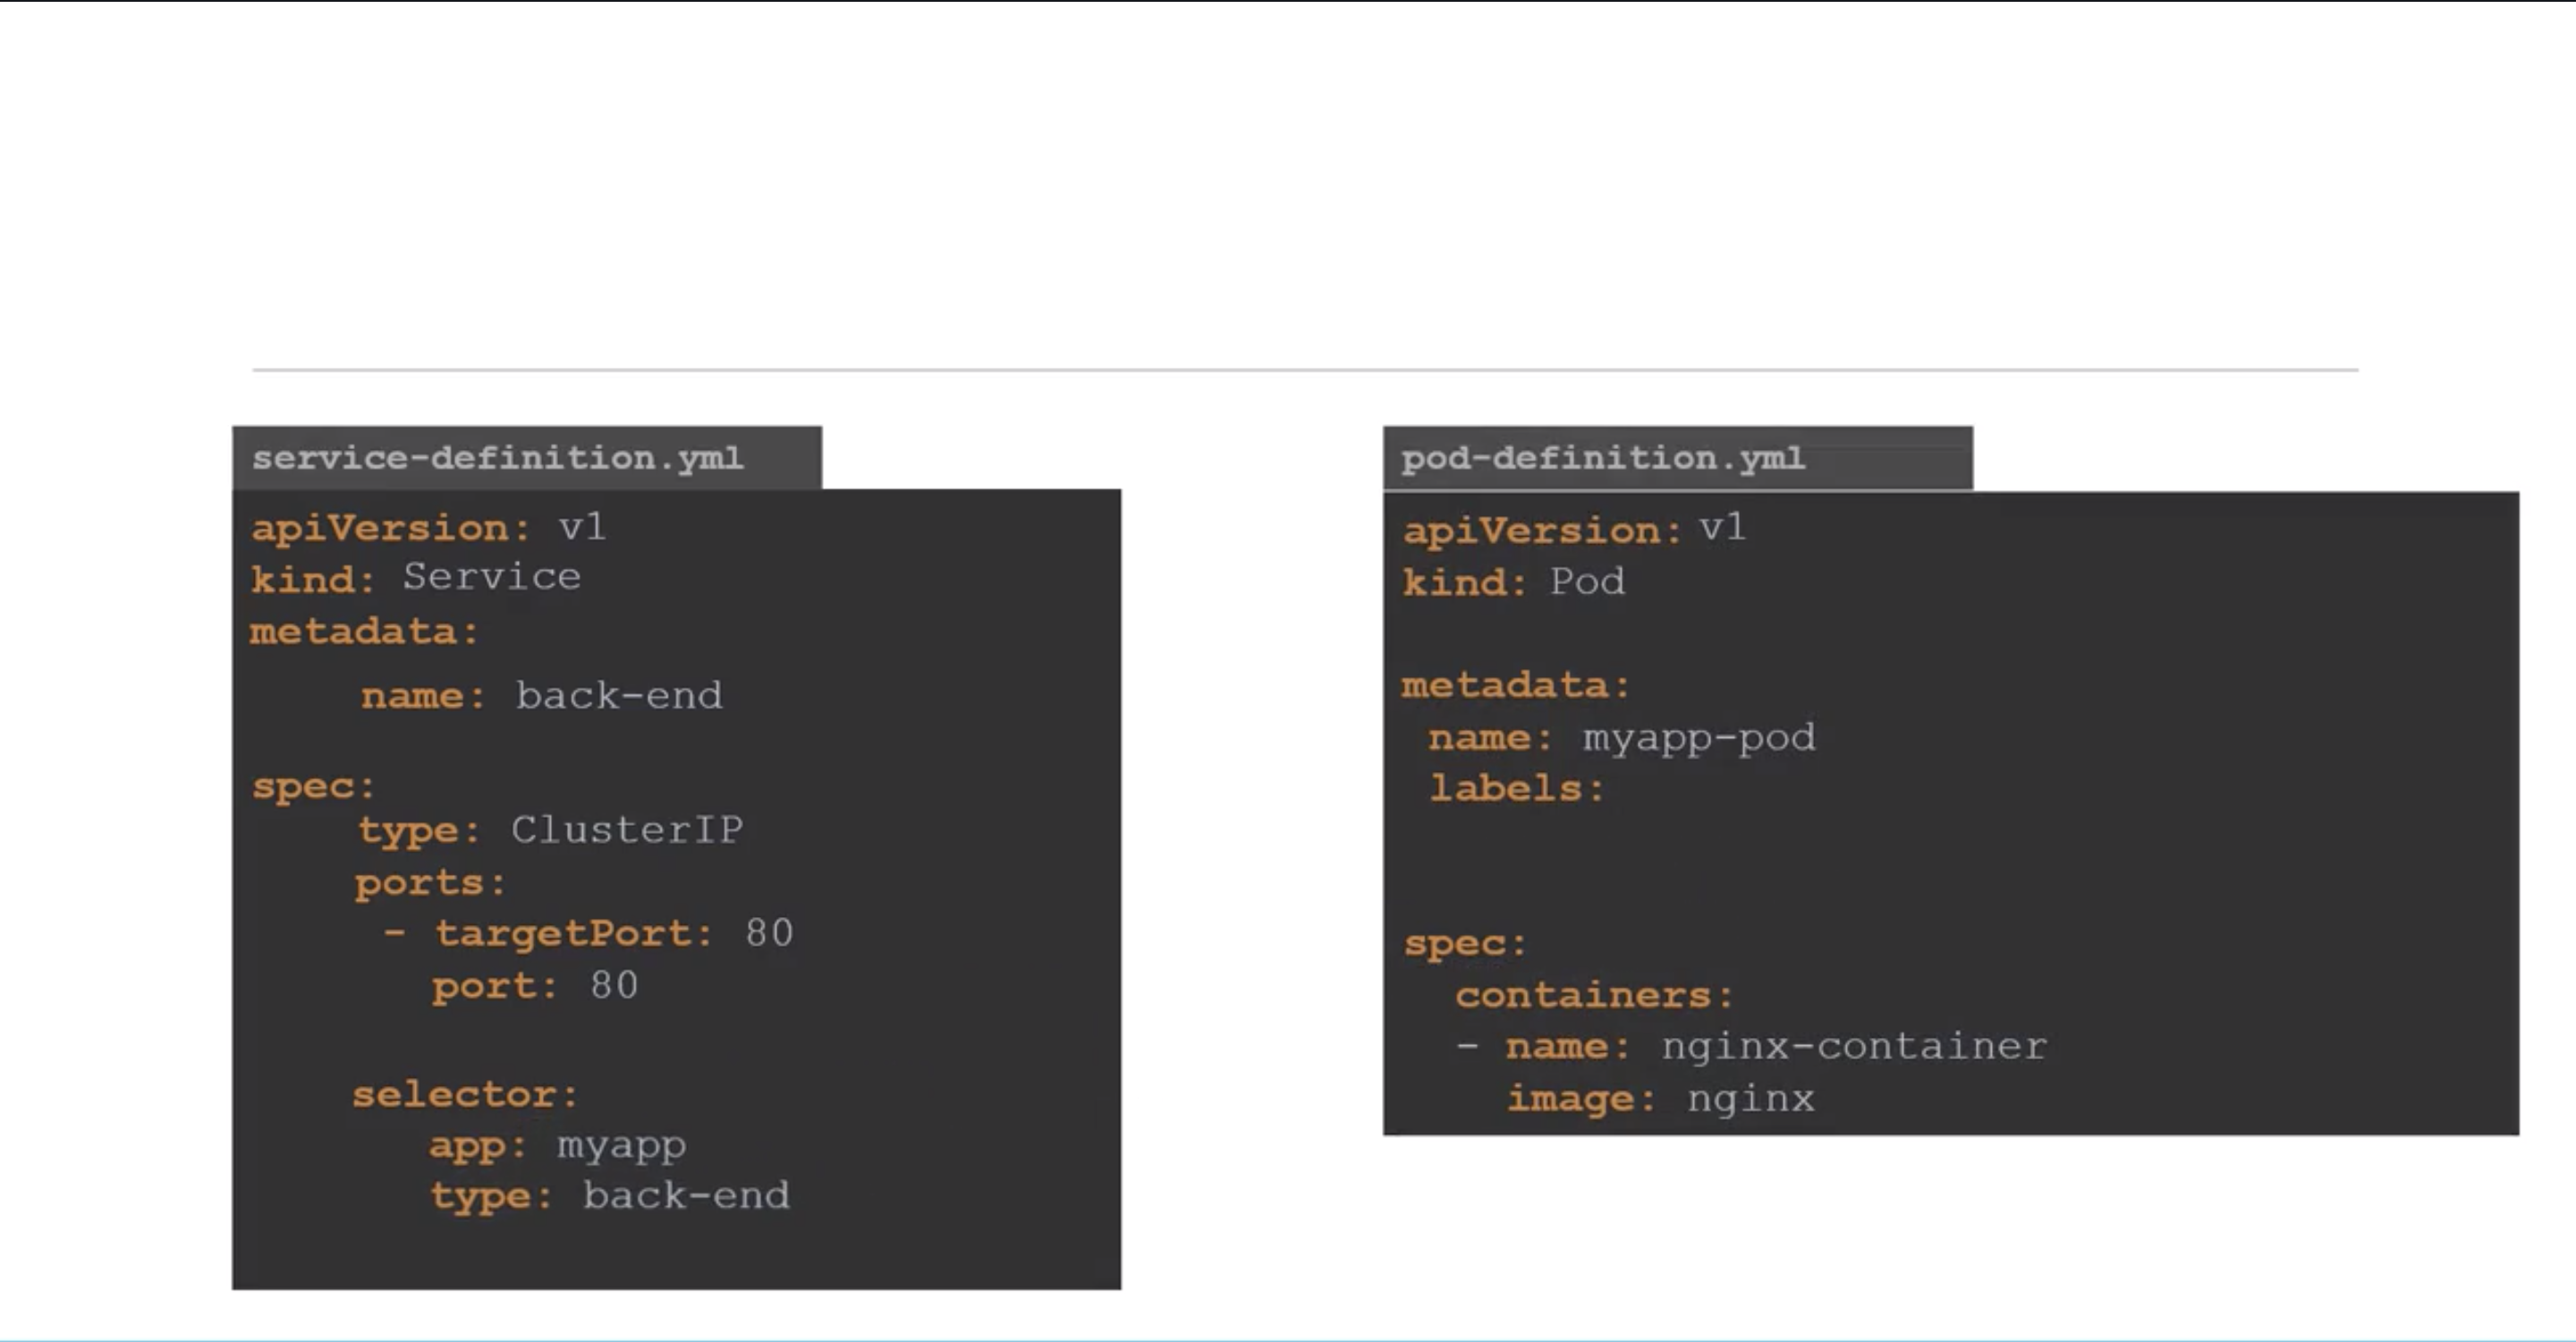 service-definition.yml
apiVersion: v1
kind: Service
metadata:
name: back-end
spec:
type: ClusterIP
ports:
- targetPort: 80
port: 80
selector:
app: myapp
type: back-end
pod-definition.yml
apiVersion: v1
kind: Pod
metadata:
name: myapp-pod
labels:
spec:
containers:
- name: nginx-container
image: nginx